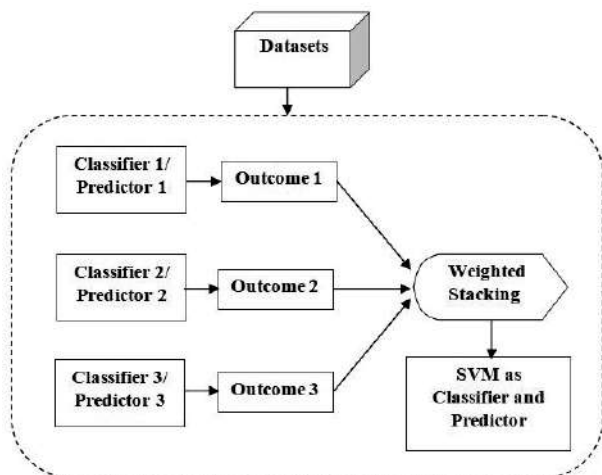 Datasets
Classifier 1/
Predictor 1
Outcome 1
Classifier 2/
Predictor 2
Outcome 2
Weighted
Stacking
Classifier 3/
Predictor 3
Outcome 3
SVM as
Classifier and
Predictor